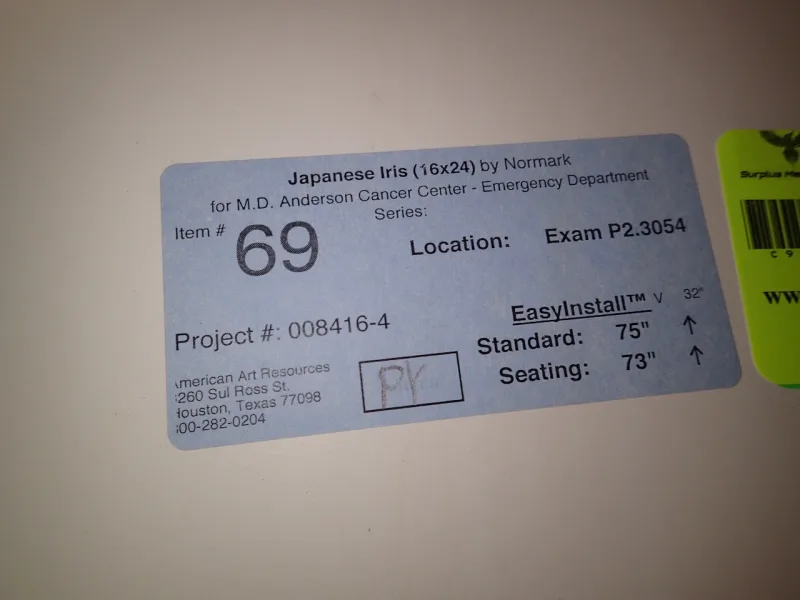 Japanese Iris (16x24) by Normark
for M.D. Anderson Cancer Center - Emergency Department
Series:
Item # 69
Location: Exam P2.3054
Project #: 008416-4
EasyInstall™ V 32"
Standard: 75" ↑
Seating: 73" ↑
merican Art Resources
260 Sul Ross St.
Houston, Texas 77098
00-282-0204
PY
Surplus
C 9